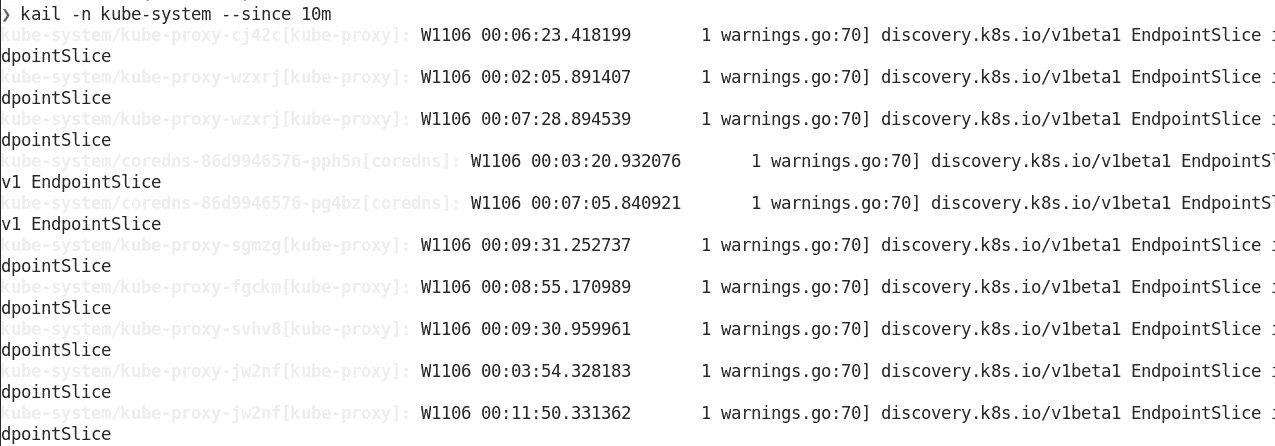 ❯ kail -n kube-system --since 10m
kube-system/kube-proxy-cj42c[kube-proxy]: W1106 00:06:23.418199       1 warnings.go:70] discovery.k8s.io/v1beta1 EndpointSlice i
dpointSlice
kube-system/kube-proxy-wzxrj[kube-proxy]: W1106 00:02:05.891407       1 warnings.go:70] discovery.k8s.io/v1beta1 EndpointSlice i
dpointSlice
kube-system/kube-proxy-wzxrj[kube-proxy]: W1106 00:07:28.894539       1 warnings.go:70] discovery.k8s.io/v1beta1 EndpointSlice i
dpointSlice
kube-system/coredns-86d9946576-pph5n[coredns]: W1106 00:03:20.932076       1 warnings.go:70] discovery.k8s.io/v1beta1 EndpointSl
v1 EndpointSlice
kube-system/coredns-86d9946576-pg4bz[coredns]: W1106 00:07:05.840921       1 warnings.go:70] discovery.k8s.io/v1beta1 EndpointSl
v1 EndpointSlice
kube-system/kube-proxy-sgmzg[kube-proxy]: W1106 00:09:31.252737       1 warnings.go:70] discovery.k8s.io/v1beta1 EndpointSlice i
dpointSlice
kube-system/kube-proxy-fgckm[kube-proxy]: W1106 00:08:55.170989       1 warnings.go:70] discovery.k8s.io/v1beta1 EndpointSlice i
dpointSlice
kube-system/kube-proxy-svhv8[kube-proxy]: W1106 00:09:30.959961       1 warnings.go:70] discovery.k8s.io/v1beta1 EndpointSlice i
dpointSlice
kube-system/kube-proxy-jw2nf[kube-proxy]: W1106 00:03:54.328183       1 warnings.go:70] discovery.k8s.io/v1beta1 EndpointSlice i
dpointSlice
kube-system/kube-proxy-jw2nf[kube-proxy]: W1106 00:11:50.331362       1 warnings.go:70] discovery.k8s.io/v1beta1 EndpointSlice i
dpointSlice